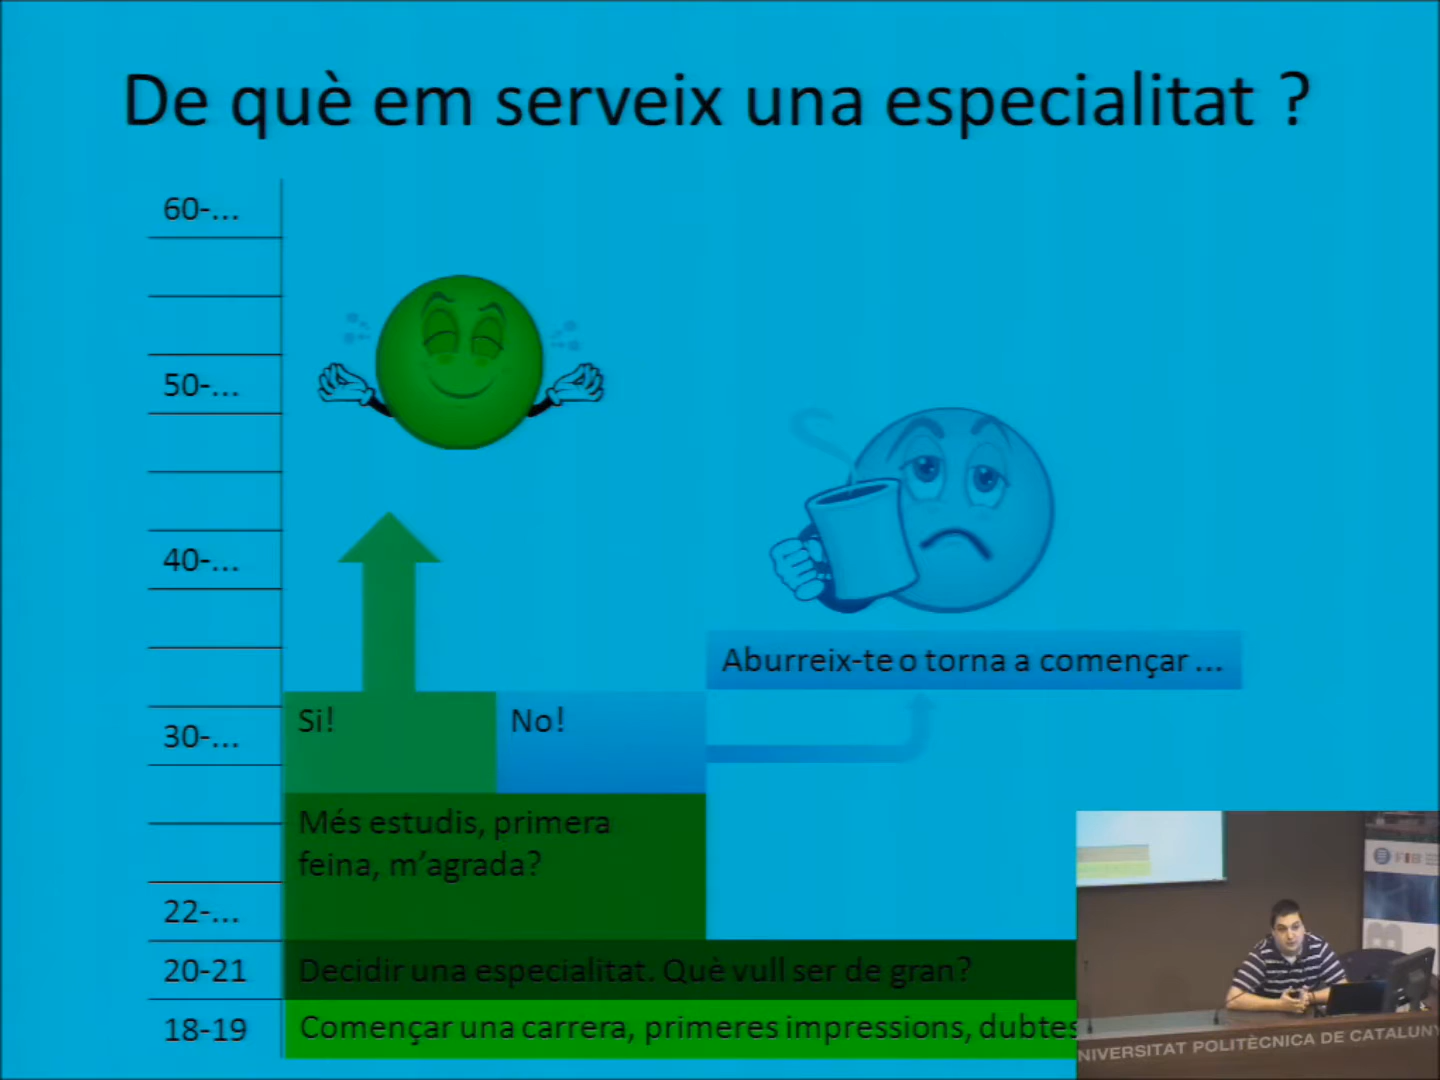 De què em serveix una especialitat ?
60-...
50-...
40-...
Aburreix-te o torna a començar ...
30-...
Si!
No!
Més estudis, primera
feina, m'agrada?
22-...
20-21
Decidir una especialitat. Què vull ser de gran?
18-19
Començar una carrera, primeres impressions, dubtes
FIB
NIVERSITAT POLITÈCNICA DE CATALUNY